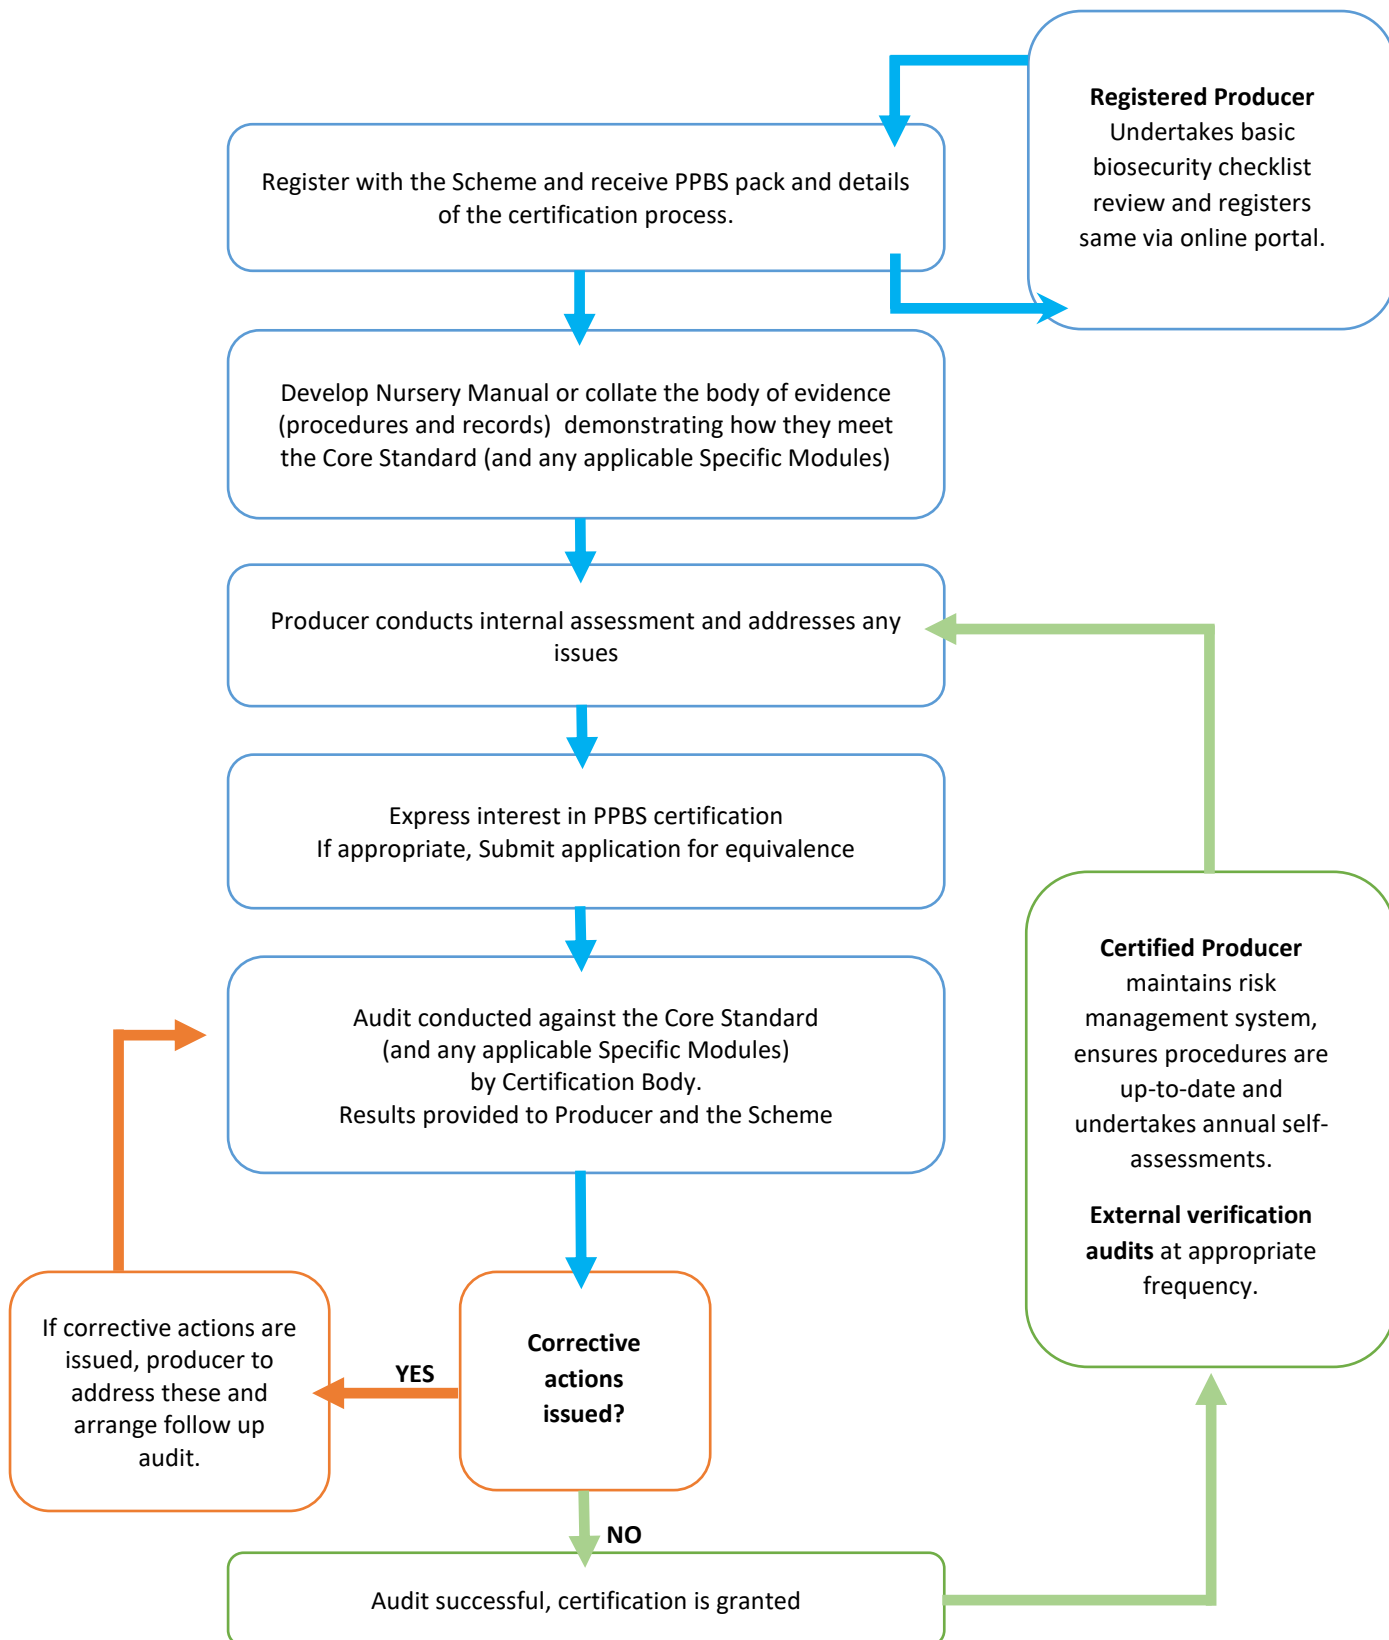 Registered Producer
Undertakes basic
biosecurity checklist
review and registers
same via online portal.
Register with the Scheme and receive PPBS pack and details
of the certification process.
Develop Nursery Manual or collate the body of evidence
(procedures and records)  demonstrating how they meet
the Core Standard (and any applicable Specific Modules)
Producer conducts internal assessment and addresses any
issues
Express interest in PPBS certification
If appropriate, Submit application for equivalence
Audit conducted against the Core Standard
(and any applicable Specific Modules)
by Certification Body.
Results provided to Producer and the Scheme
Certified Producer
maintains risk
management system,
ensures procedures are
up-to-date and
undertakes annual self-
assessments.
External verification
audits at appropriate
frequency.
Corrective
actions
issued?
YES
If corrective actions are
issued, producer to
address these and
arrange follow up
audit.
NO
Audit successful, certification is granted